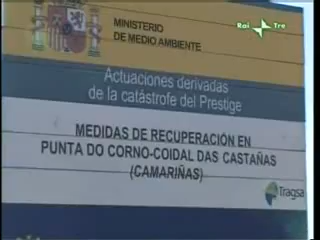 Rai Tre
MINISTERIO
DE MEDIO AMBIENTE
Actuaciones derivadas
de la catástrofe del Prestige
MEDIDAS DE RECUPERACIÓN EN
PUNTA DO CORNO-COIDAL DAS CASTAÑAS
(CAMARIÑAS)
Tragsa